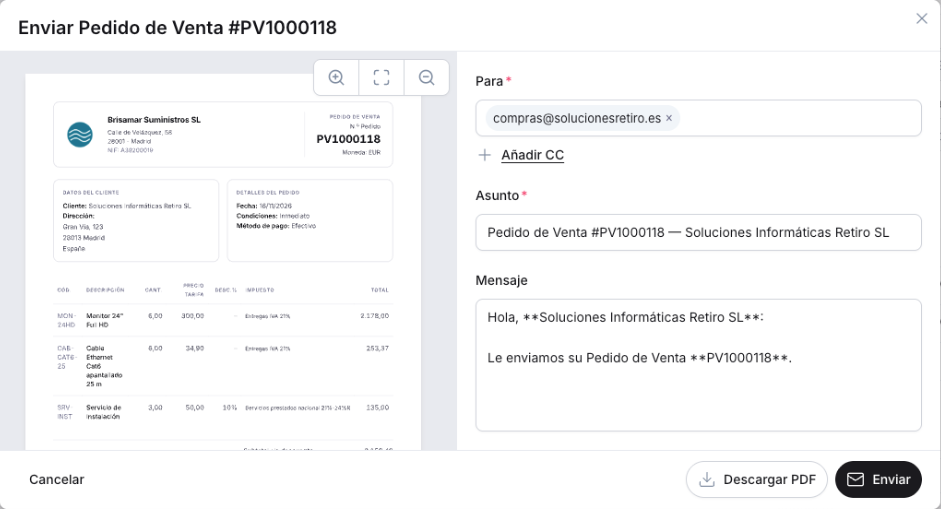 Enviar Pedido de Venta #PV1000118
Brisamar Suministros SL
Calle de Velázquez, 58
28001 - Madrid
NIF: A38200019
PEDIDO DE VENTA
N.º Pedido
PV1000118
Moneda: EUR
DATOS DEL CLIENTE
Cliente: Soluciones Informáticas Retiro SL
Dirección:
Gran Vía, 123
28013 Madrid
España
DETALLES DEL PEDIDO
Fecha: 16/11/2026
Condiciones: Inmediato
Método de pago: Efectivo
CÓD DESCRIPCIÓN CANT PRECIO TARIFA DESC % IMPUESTO TOTAL
MON-24HD Monitor 24" Full HD 6,00 300,00 - Entregas IVA 21% 2.178,00
CAB-CAT6-25 Cable Ethernet Cat6 apantallado 25 m 6,00 34,90 - Entregas IVA 21% 253,37
SRV INST Servicio de instalación 3,00 50,00 10% 135,00
Para*
compras@solucionesretiro.es ×
+ Añadir CC
Asunto*
Pedido de Venta #PV1000118 — Soluciones Informáticas Retiro SL
Mensaje
Hola, **Soluciones Informáticas Retiro SL**:
Le enviamos su Pedido de Venta **PV1000118**.
Cancelar
Descargar PDF
Enviar